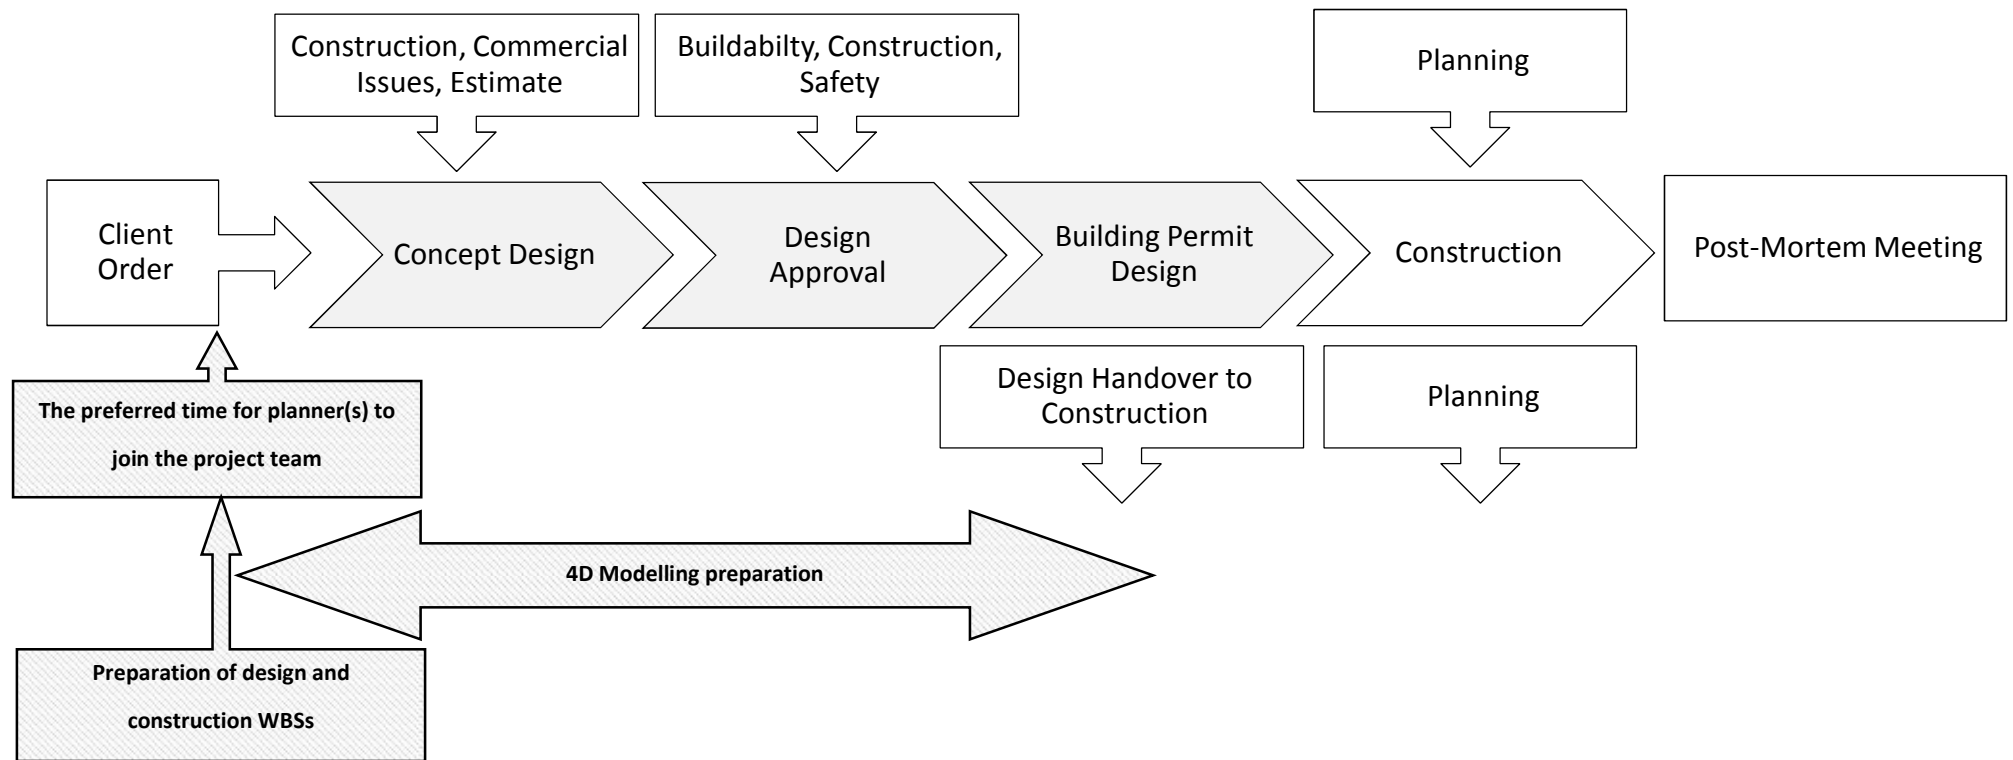 Construction, Commercial
Issues, Estimate
Buildabilty, Construction,
Safety
Planning
Client
Order
Concept Design
Design
Approval
Building Permit
Design
Construction
Post-Mortem Meeting
The preferred time for planner(s) to
join the project team
Design Handover to
Construction
Planning
4D Modelling preparation
Preparation of design and
construction WBSs